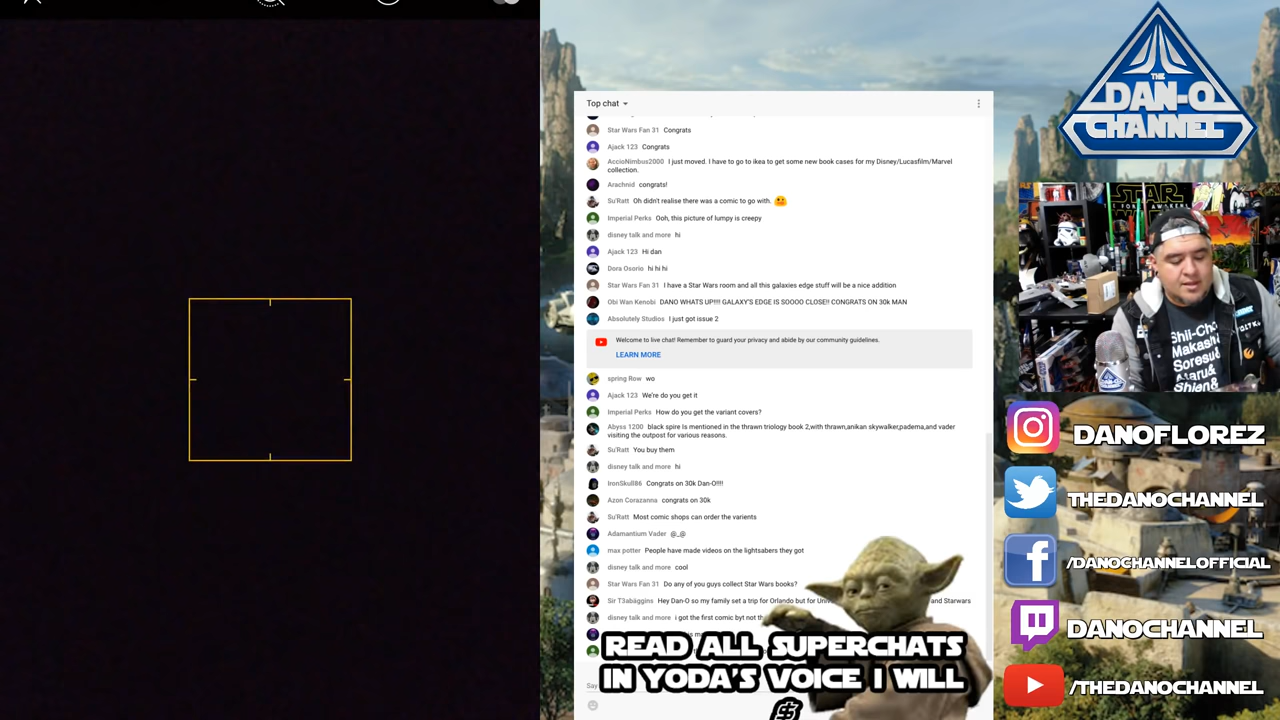 Top chat
Star Wars Fan 31 Congrats
Ajack 123 Congrats
AccioNimbus2000 I just moved. I have to go to ikea to get some new book cases for my Disney/Lucasfilm/Marvel
collection.
Arachnid congrats!
Su'Ratt Oh didn't realise there was a comic to go with.
Imperial Perks Ooh, this picture of lumpy is creepy
disney talk and more hi
Ajack 123 Hi dan
Dora Osorio hi hi hi
Star Wars Fan 31 I have a Star Wars room and all this galaxies edge stuff will be a nice addition
Obi Wan Kenobi DANO WHATS UP!!!! GALAXY'S EDGE IS SOOOO CLOSE!! CONGRATS ON 30k MAN
Absolutely Studios I just got issue 2
Welcome to live chat! Remember to guard your privacy and abide by our community guidelines.
LEARN MORE
spring Row wo
Ajack 123 We're do you get it
Imperial Perks How do you get the variant covers?
Abyss 1200 black spire Is mentioned in the thrawn triology book 2,with thrawn,anikan skywalker,padema,and vader
visiting the outpost for various reasons.
Su'Ratt You buy them
disney talk and more hi
IronSkull86 Congrats on 30k Dan-O!!!!
Azon Corazanna congrats on 30k
Su'Ratt Most comic shops can order the varients
Adamantium Vader @_@
max potter People have made videos on the lightsabers they got
disney talk and more cool
Star Wars Fan 31 Do any of you guys collect Star Wars books?
Sir T3abäggins Hey Dan-O so my family set a trip for Orlando but for and Starwars
disney talk and more i got the first comic byt not
READ ALL SUPERCHATS
IN YODA'S VOICE I WILL
Say
$
THE
DAN-O
CHANNEL
STAR
Shii-Cho
Makashi
Soresu
Ataru&
Shien&
DANOFLOREZ
THEDANOCHANNEL
/DANOCHANNELOFFICIAL
DANOCHANNEL
/THEDANOCHANNEL